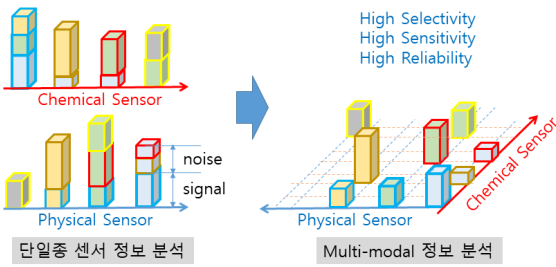 High Selectivity
High Sensitivity
High Reliability
Chemical Sensor
noise
signal
Physical Sensor
단일종 센서 정보 분석
Chemical Sensor
Physical Sensor
Multi-modal 정보 분석